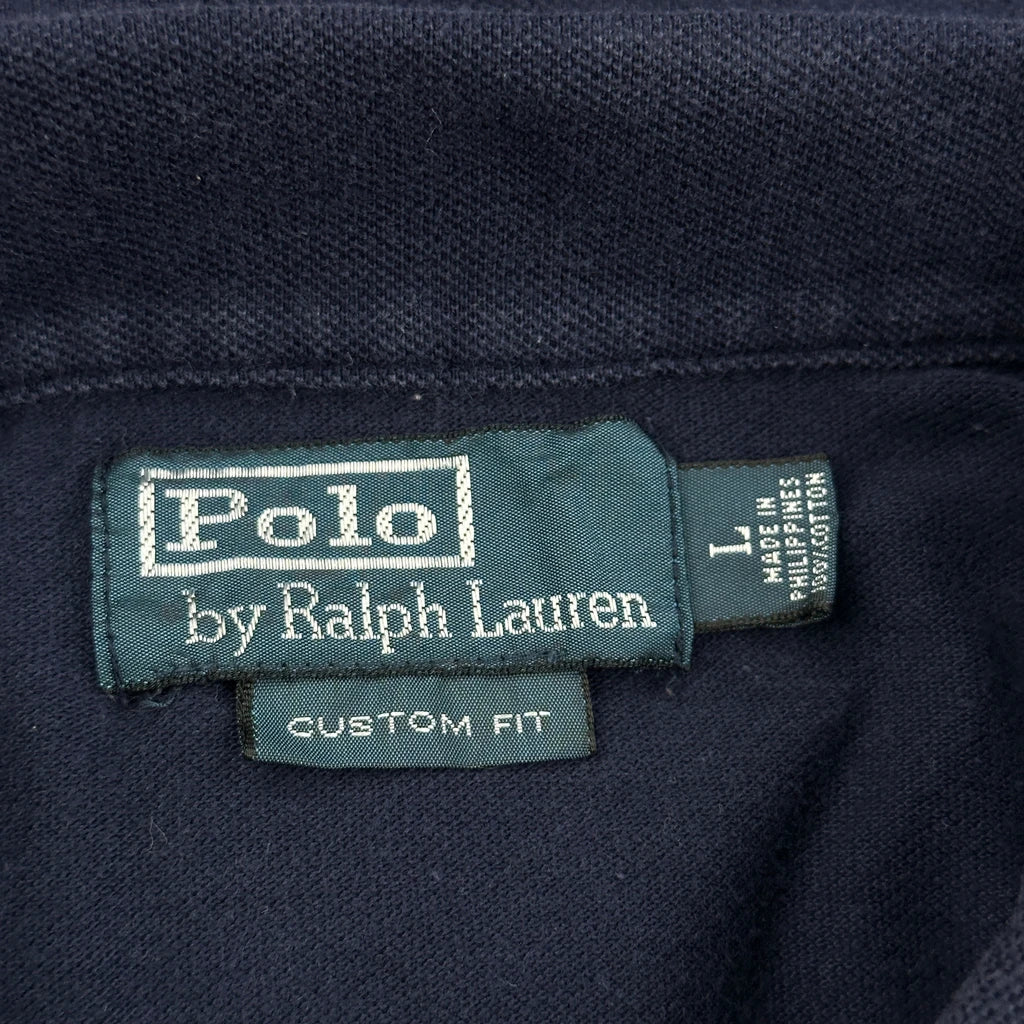 Polo
by Ralph Lauren
CUSTOM FIT
L
MADE IN
PHILIPPINES
100% COTTON